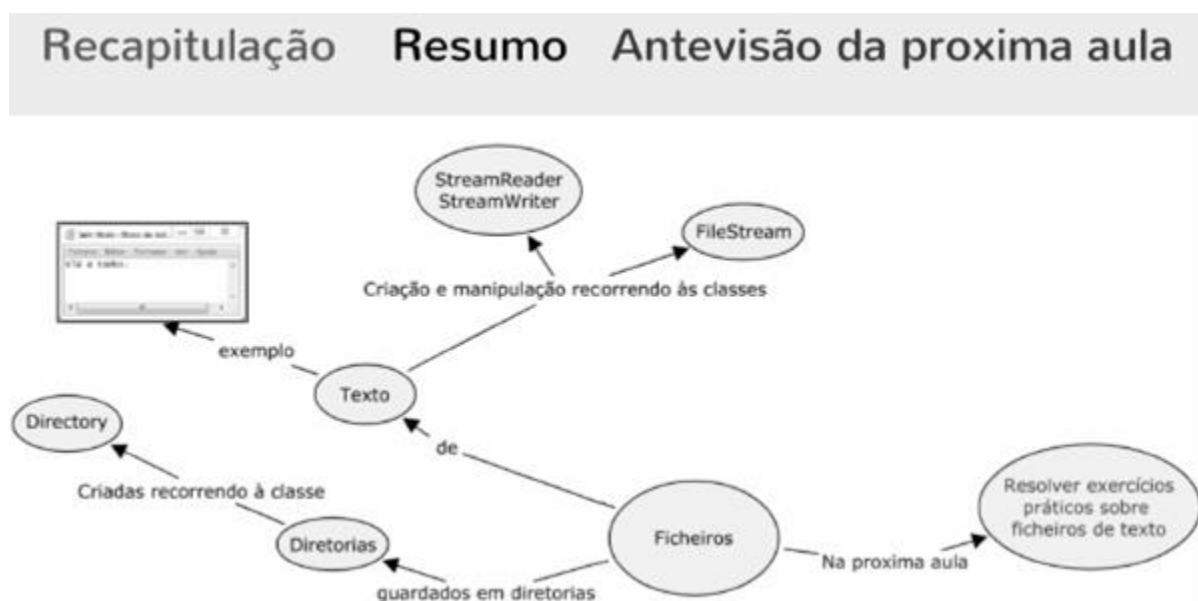 Recapitulação Resumo Antevisão da proxima aula
StreamReader
StreamWriter
FileStream
Criação e manipulação recorrendo às classes
exemplo
Texto
Directory
de
Criadas recorrendo à classe
Resolver exercícios
práticos sobre
ficheiros de texto
Diretorias
Ficheiros
Na proxima aula
guardados em diretorias